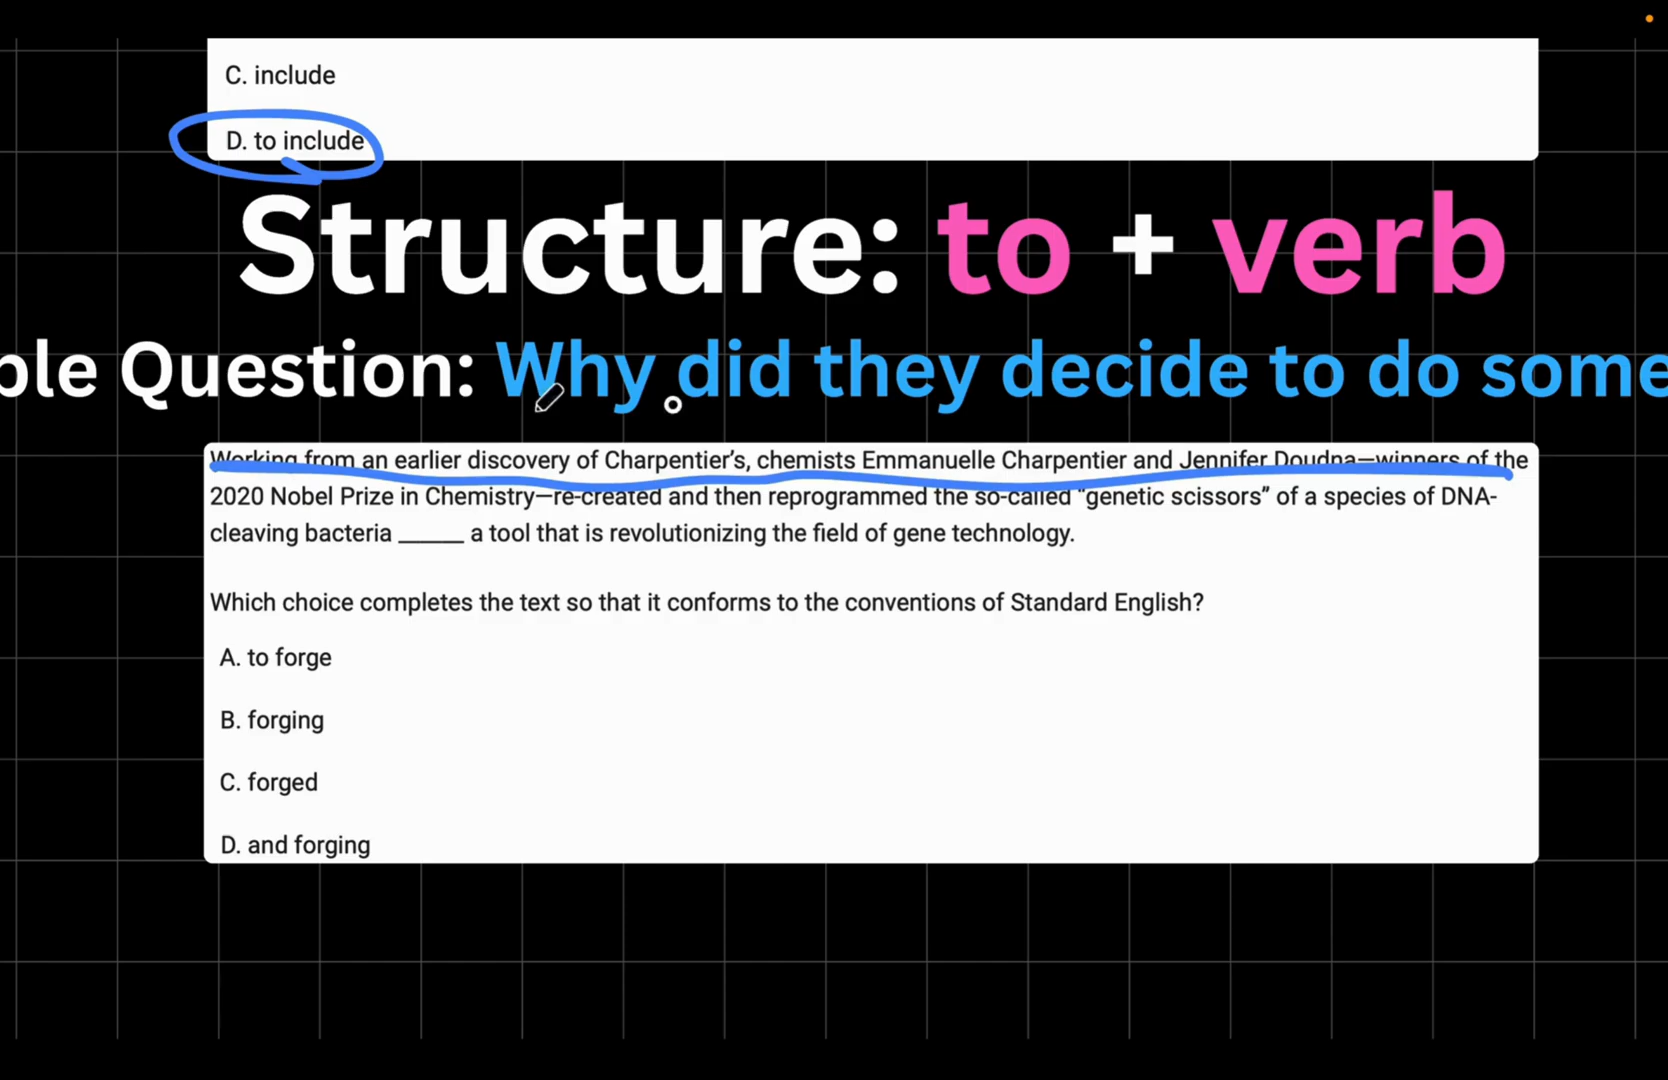 C. include
D. to include
Structure: to + verb
ple Question: Why did they decide to do some
Working from an earlier discovery of Charpentier’s, chemists Emmanuelle Charpentier and Jennifer Doudna—winners of the
2020 Nobel Prize in Chemistry—re-created and then reprogrammed the so-called “genetic scissors” of a species of DNA-
cleaving bacteria ______ a tool that is revolutionizing the field of gene technology.
Which choice completes the text so that it conforms to the conventions of Standard English?
A. to forge
B. forging
C. forged
D. and forging